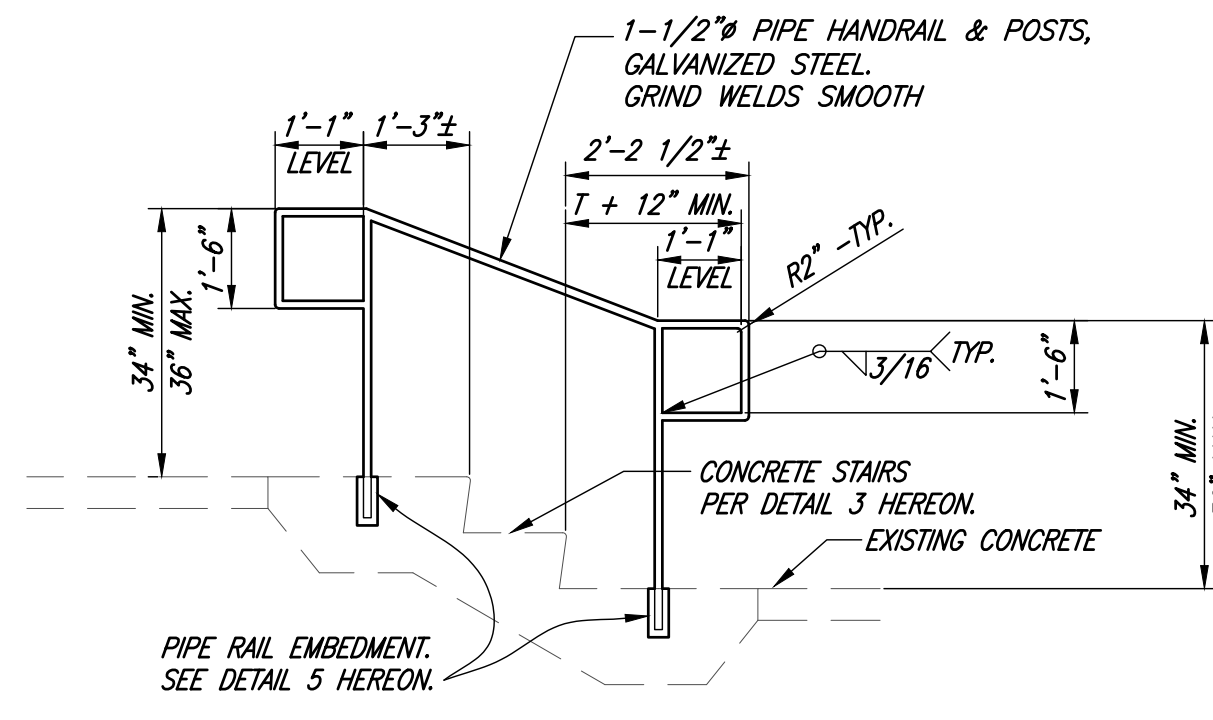 1-1/2"ø PIPE HANDRAIL & POSTS,
GALVANIZED STEEL.
GRIND WELDS SMOOTH
1'-1"
LEVEL
1'-3"±
2'-2 1/2"±
T + 12" MIN.
1'-1"
LEVEL
R2" -TYP.
1'-6"
34" MIN.
36" MAX.
3/16
TYP.
1'-6"
34" MIN.
CONCRETE STAIRS
PER DETAIL 3 HEREON.
EXISTING CONCRETE
PIPE RAIL EMBEDMENT.
SEE DETAIL 5 HEREON.